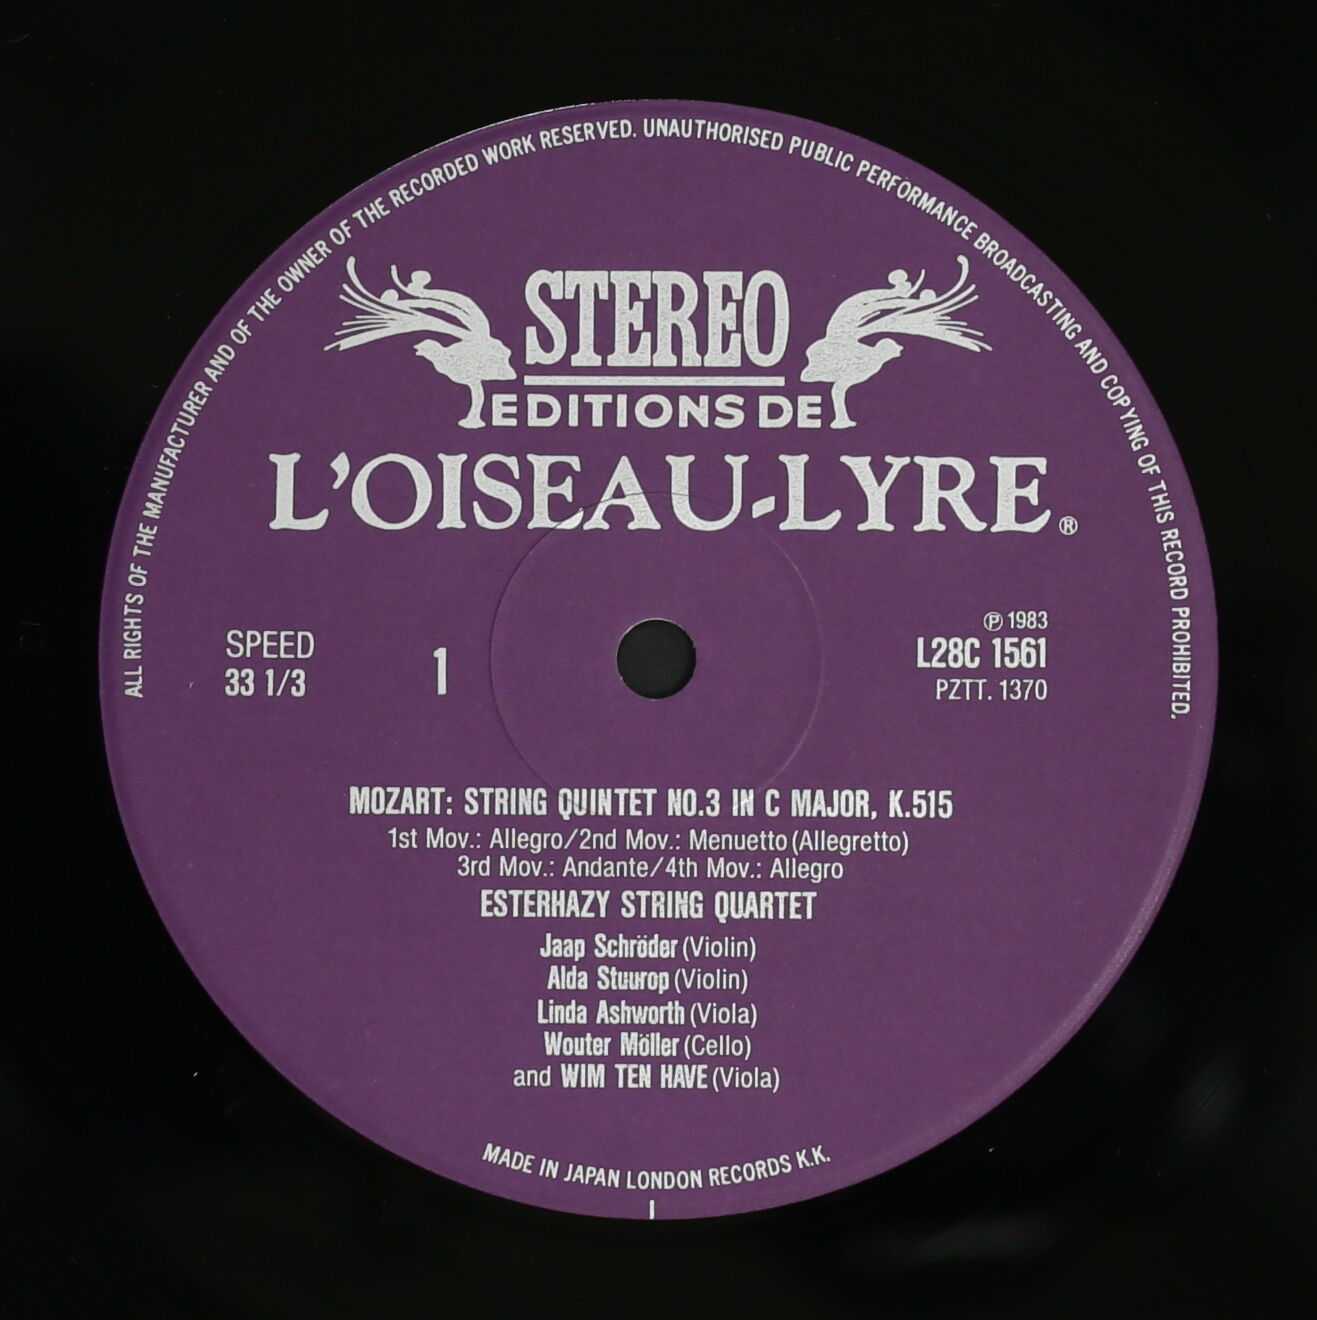 ALL RIGHTS OF THE MANUFACTURER AND OF THE OWNER OF THE RECORDED WORK RESERVED. UNAUTHORISED PUBLIC PERFORMANCE BROADCASTING AND COPYING OF THIS RECORD PROHIBITED.
STEREO
EDITIONS DE
L'OISEAU-LYRE®
SPEED
33 1/3
1
℗ 1983
L28C 1561
PZTT. 1370
MOZART: STRING QUINTET NO.3 IN C MAJOR, K.515
1st Mov.: Allegro/2nd Mov.: Menuetto (Allegretto)
3rd Mov.: Andante/4th Mov.: Allegro
ESTERHAZY STRING QUARTET
Jaap Schröder (Violin)
Alda Stuurop (Violin)
Linda Ashworth (Viola)
Wouter Möller (Cello)
and WIM TEN HAVE (Viola)
MADE IN JAPAN LONDON RECORDS K.K.